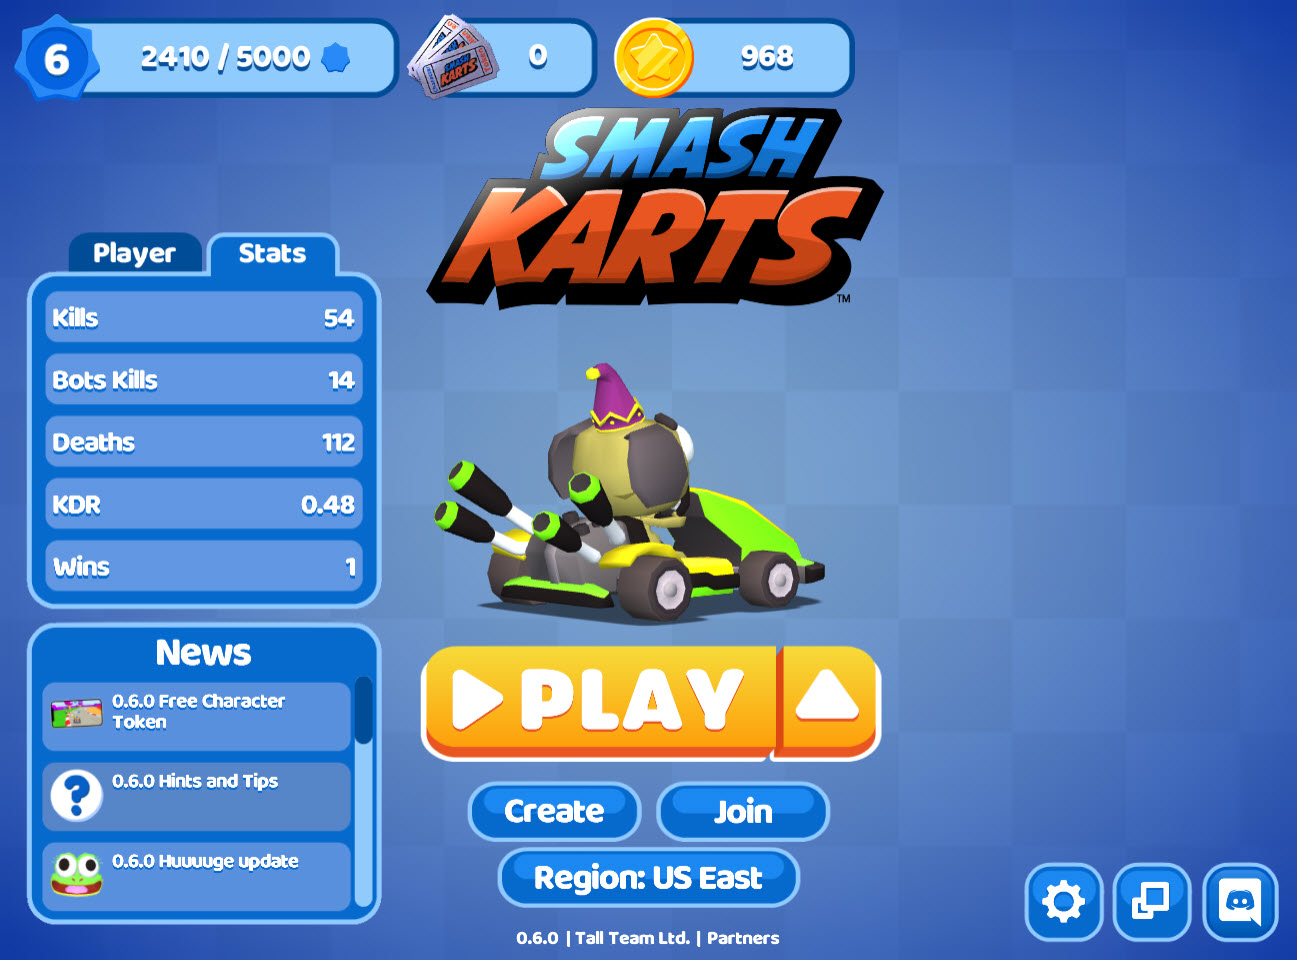 6
2410 / 5000
0
968
SMASH
KARTS
TM
Player
Stats
Kills 54
Bots Kills 14
Deaths 112
KDR 0.48
Wins 1
News
0.6.0 Free Character
Token
0.6.0 Hints and Tips
0.6.0 Huuuuge update
PLAY
Create
Join
Region: US East
0.6.0 | Tall Team Ltd. | Partners